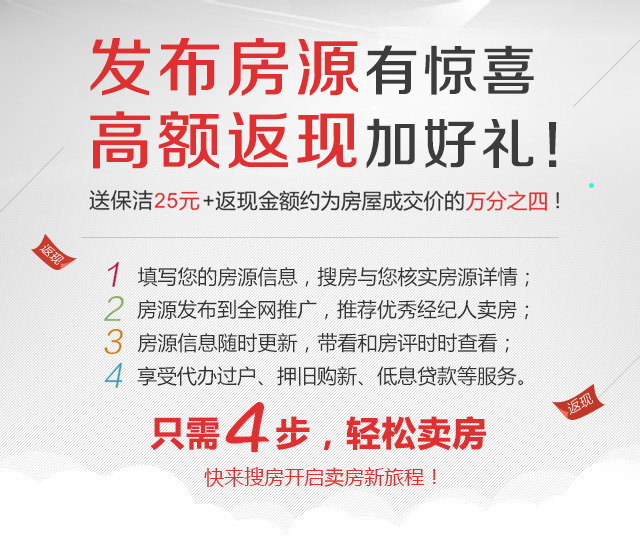 发布房源有惊喜
高额返现加好礼！
送保洁25元+返现金额约为房屋成交价的万分之四！
返现
1 填写您的房源信息，搜房与您核实房源详情；
2 房源发布到全网推广，推荐优秀经纪人卖房；
3 房源信息随时更新，带看和房评时时查看；
4 享受代办过户、押旧购新、低息贷款等服务。
返现
只需4步，轻松卖房
快来搜房开启卖房新旅程！